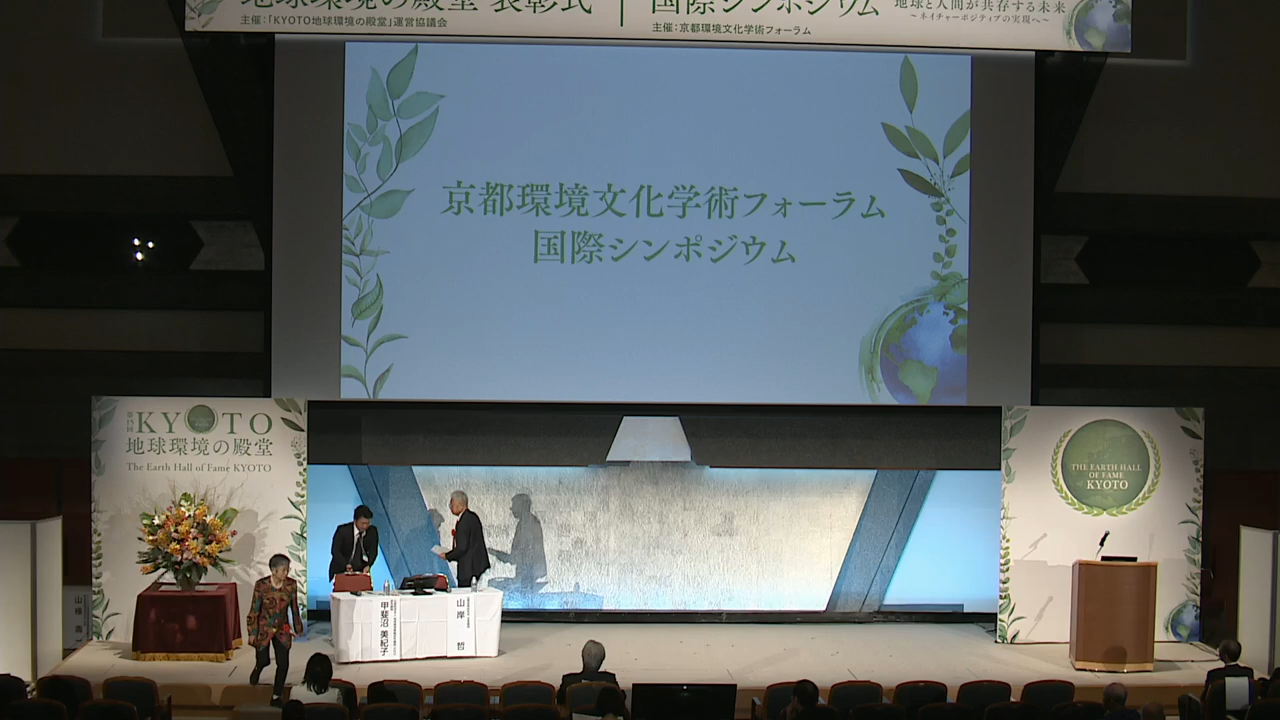 地球環境の殿堂 表彰式
主催：「KYOTO地球環境の殿堂」運営協議会
国際シンポジウム
主催：京都環境文化学術フォーラム
地球と人間が共存する未来
～ネイチャーポジティブの実現へ～
京都環境文化学術フォーラム
国際シンポジウム
KYOTO
地球環境の殿堂
The Earth Hall of Fame KYOTO
THE EARTH HALL
OF FAME
KYOTO
甲斐沼 美紀子
山岸 哲